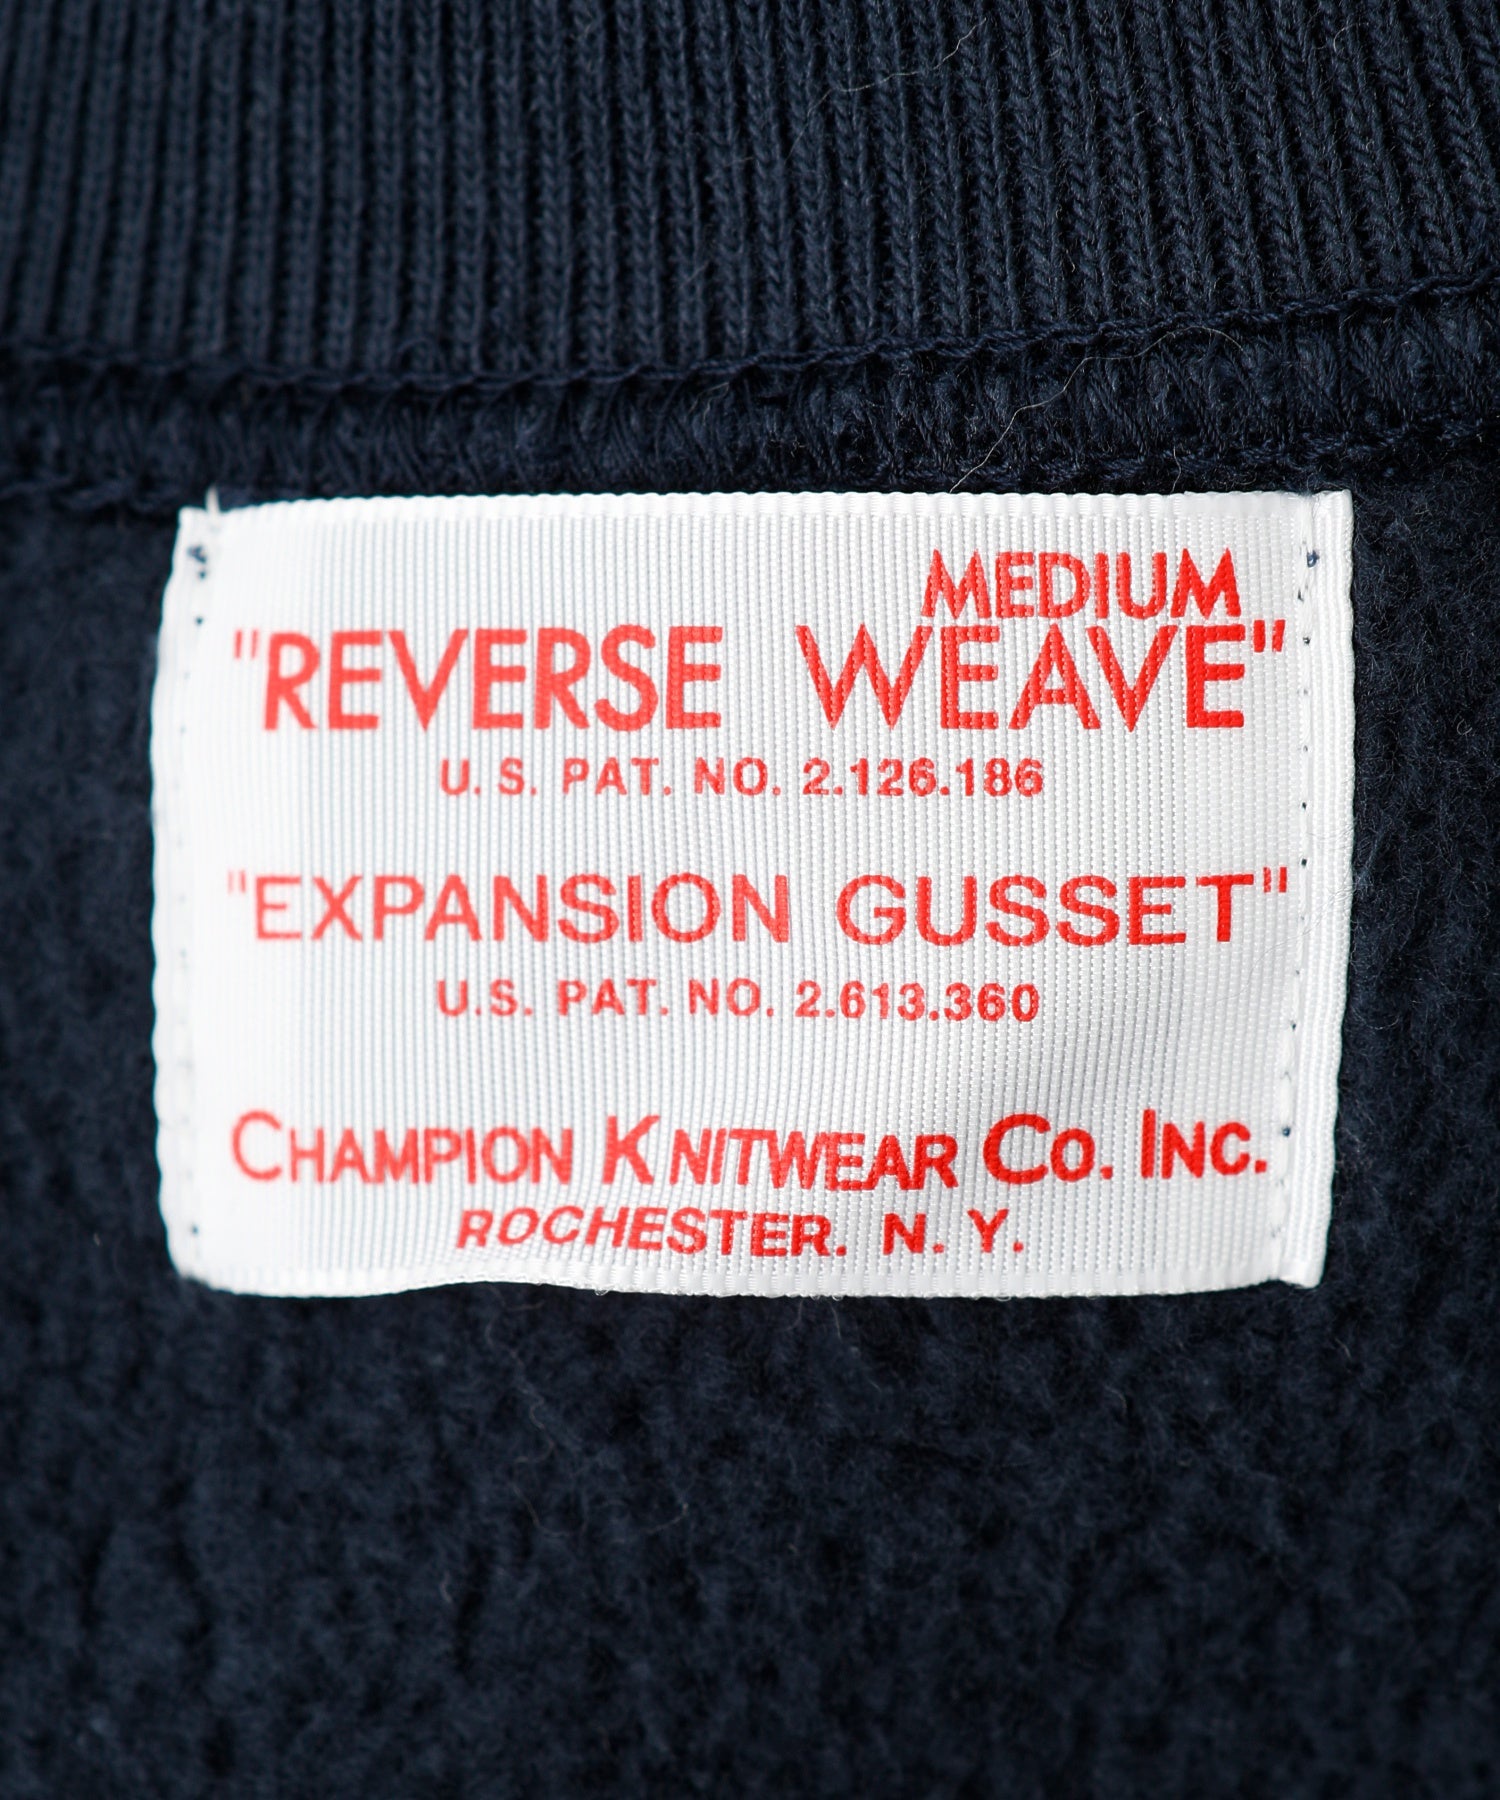 MEDIUM
"REVERSE WEAVE"
U.S. PAT. NO. 2.126.186
"EXPANSION GUSSET"
U.S. PAT. NO. 2.613.360
CHAMPION KNITWEAR CO. INC.
ROCHESTER. N. Y.